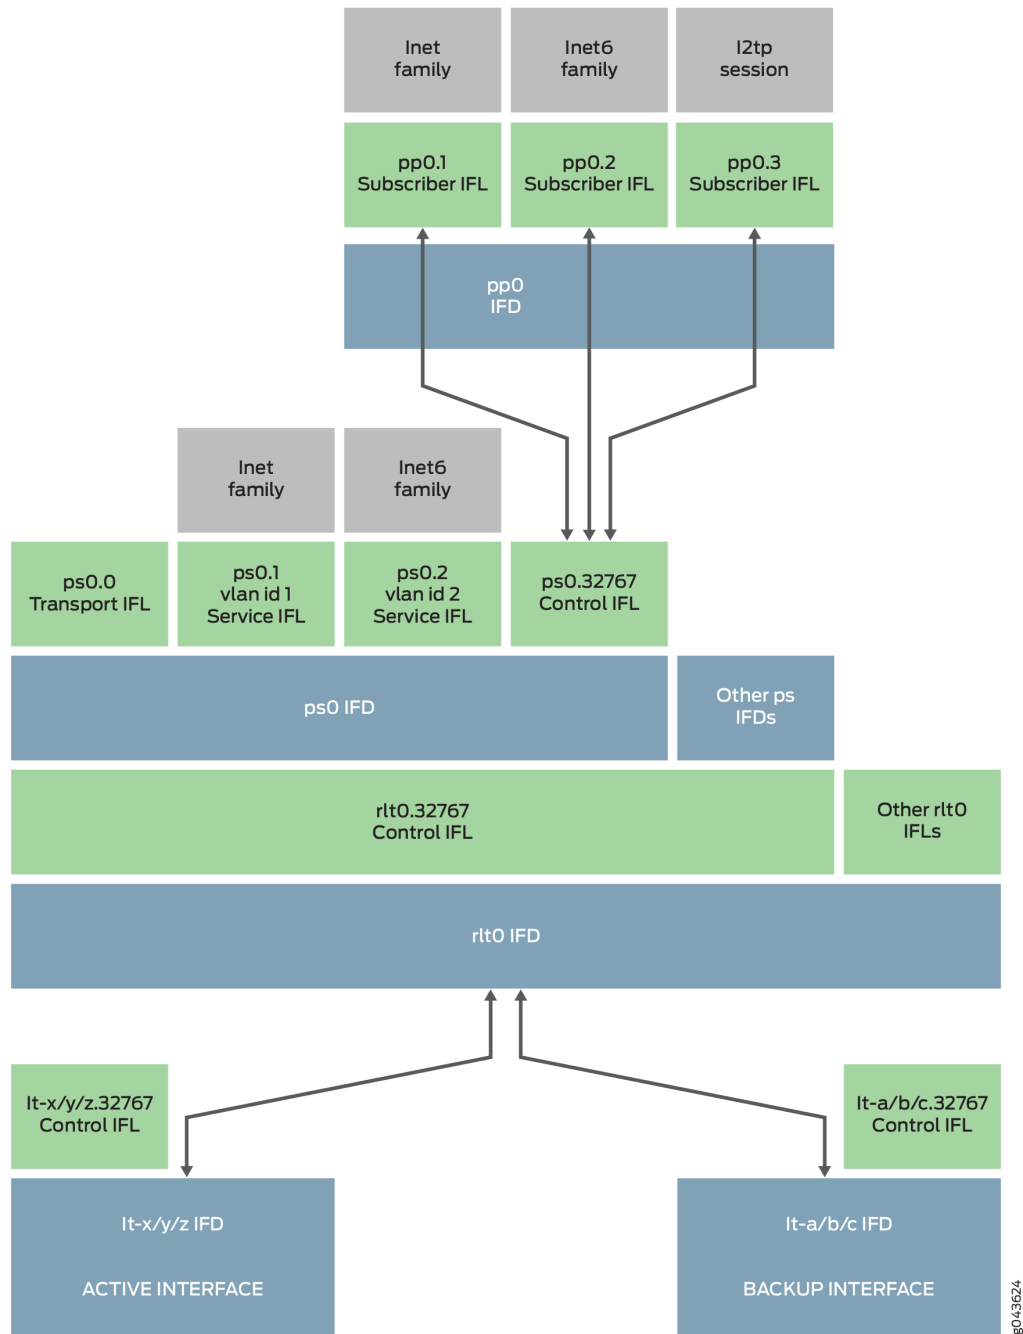 Inet
family
Inet6
family
l2tp
session
pp0.1
Subscriber IFL
pp0.2
Subscriber IFL
pp0.3
Subscriber IFL
pp0
IFD
Inet
family
Inet6
family
ps0.0
Transport IFL
ps0.1
vlan id 1
Service IFL
ps0.2
vlan id 2
Service IFL
ps0.32767
Control IFL
ps0 IFD
Other ps
IFDs
rlt0.32767
Control IFL
Other rlt0
IFLs
rlt0 IFD
lt-x/y/z.32767
Control IFL
lt-a/b/c.32767
Control IFL
lt-x/y/z IFD
ACTIVE INTERFACE
lt-a/b/c IFD
BACKUP INTERFACE
g043624